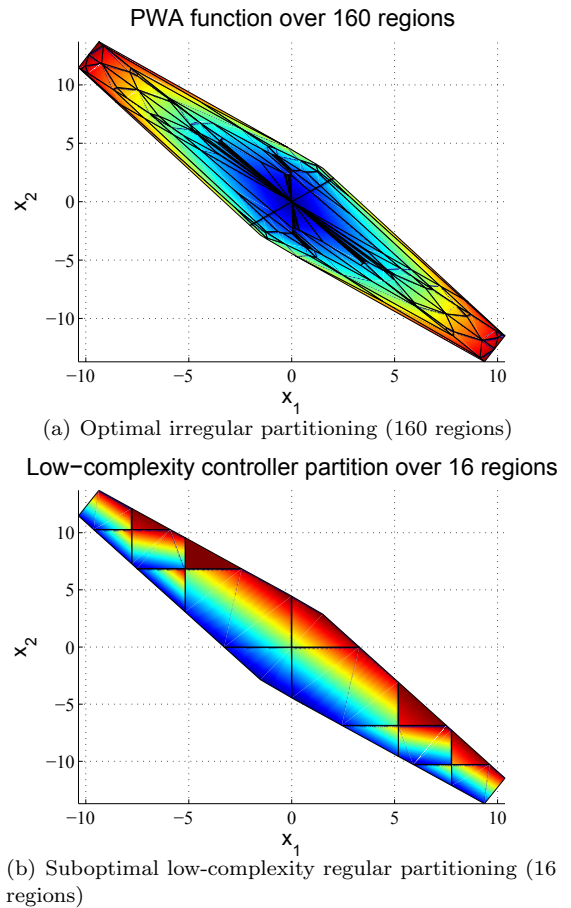 PWA function over 160 regions
10
5
0
−5
−10
x2
−10 −5 0 5 10
x1
(a) Optimal irregular partitioning (160 regions)
Low−complexity controller partition over 16 regions
10
5
0
−5
−10
x2
−10 −5 0 5 10
x1
(b) Suboptimal low-complexity regular partitioning (16
regions)